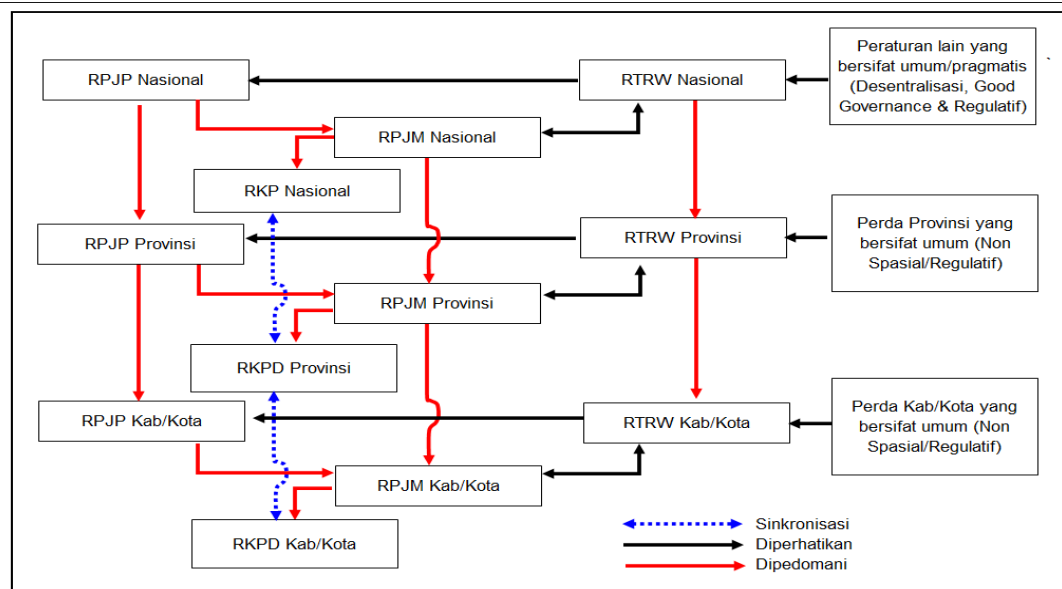 Peraturan lain yang
bersifat umum/pragmatis
(Desentralisasi, Good
Governance & Regulatif)
`
RPJP Nasional
RTRW Nasional
RPJM Nasional
RKP Nasional
Perda Provinsi yang
bersifat umum (Non
Spasial/Regulatif)
RPJP Provinsi
RTRW Provinsi
RPJM Provinsi
RKPD Provinsi
Perda Kab/Kota yang
bersifat umum (Non
Spasial/Regulatif)
RPJP Kab/Kota
RTRW Kab/Kota
RPJM Kab/Kota
RKPD Kab/Kota
Sinkronisasi
Diperhatikan
Dipedomani